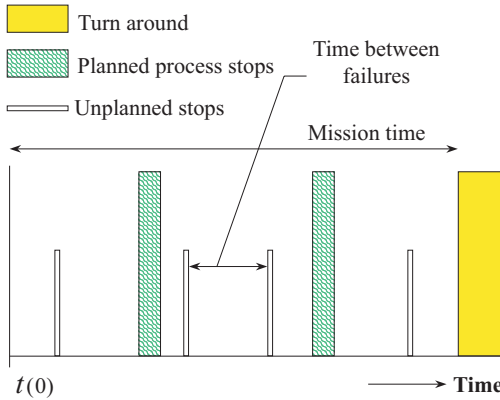 Turn around
Planned process stops
Unplanned stops
Time between
failures
Mission time
t(0)
Time